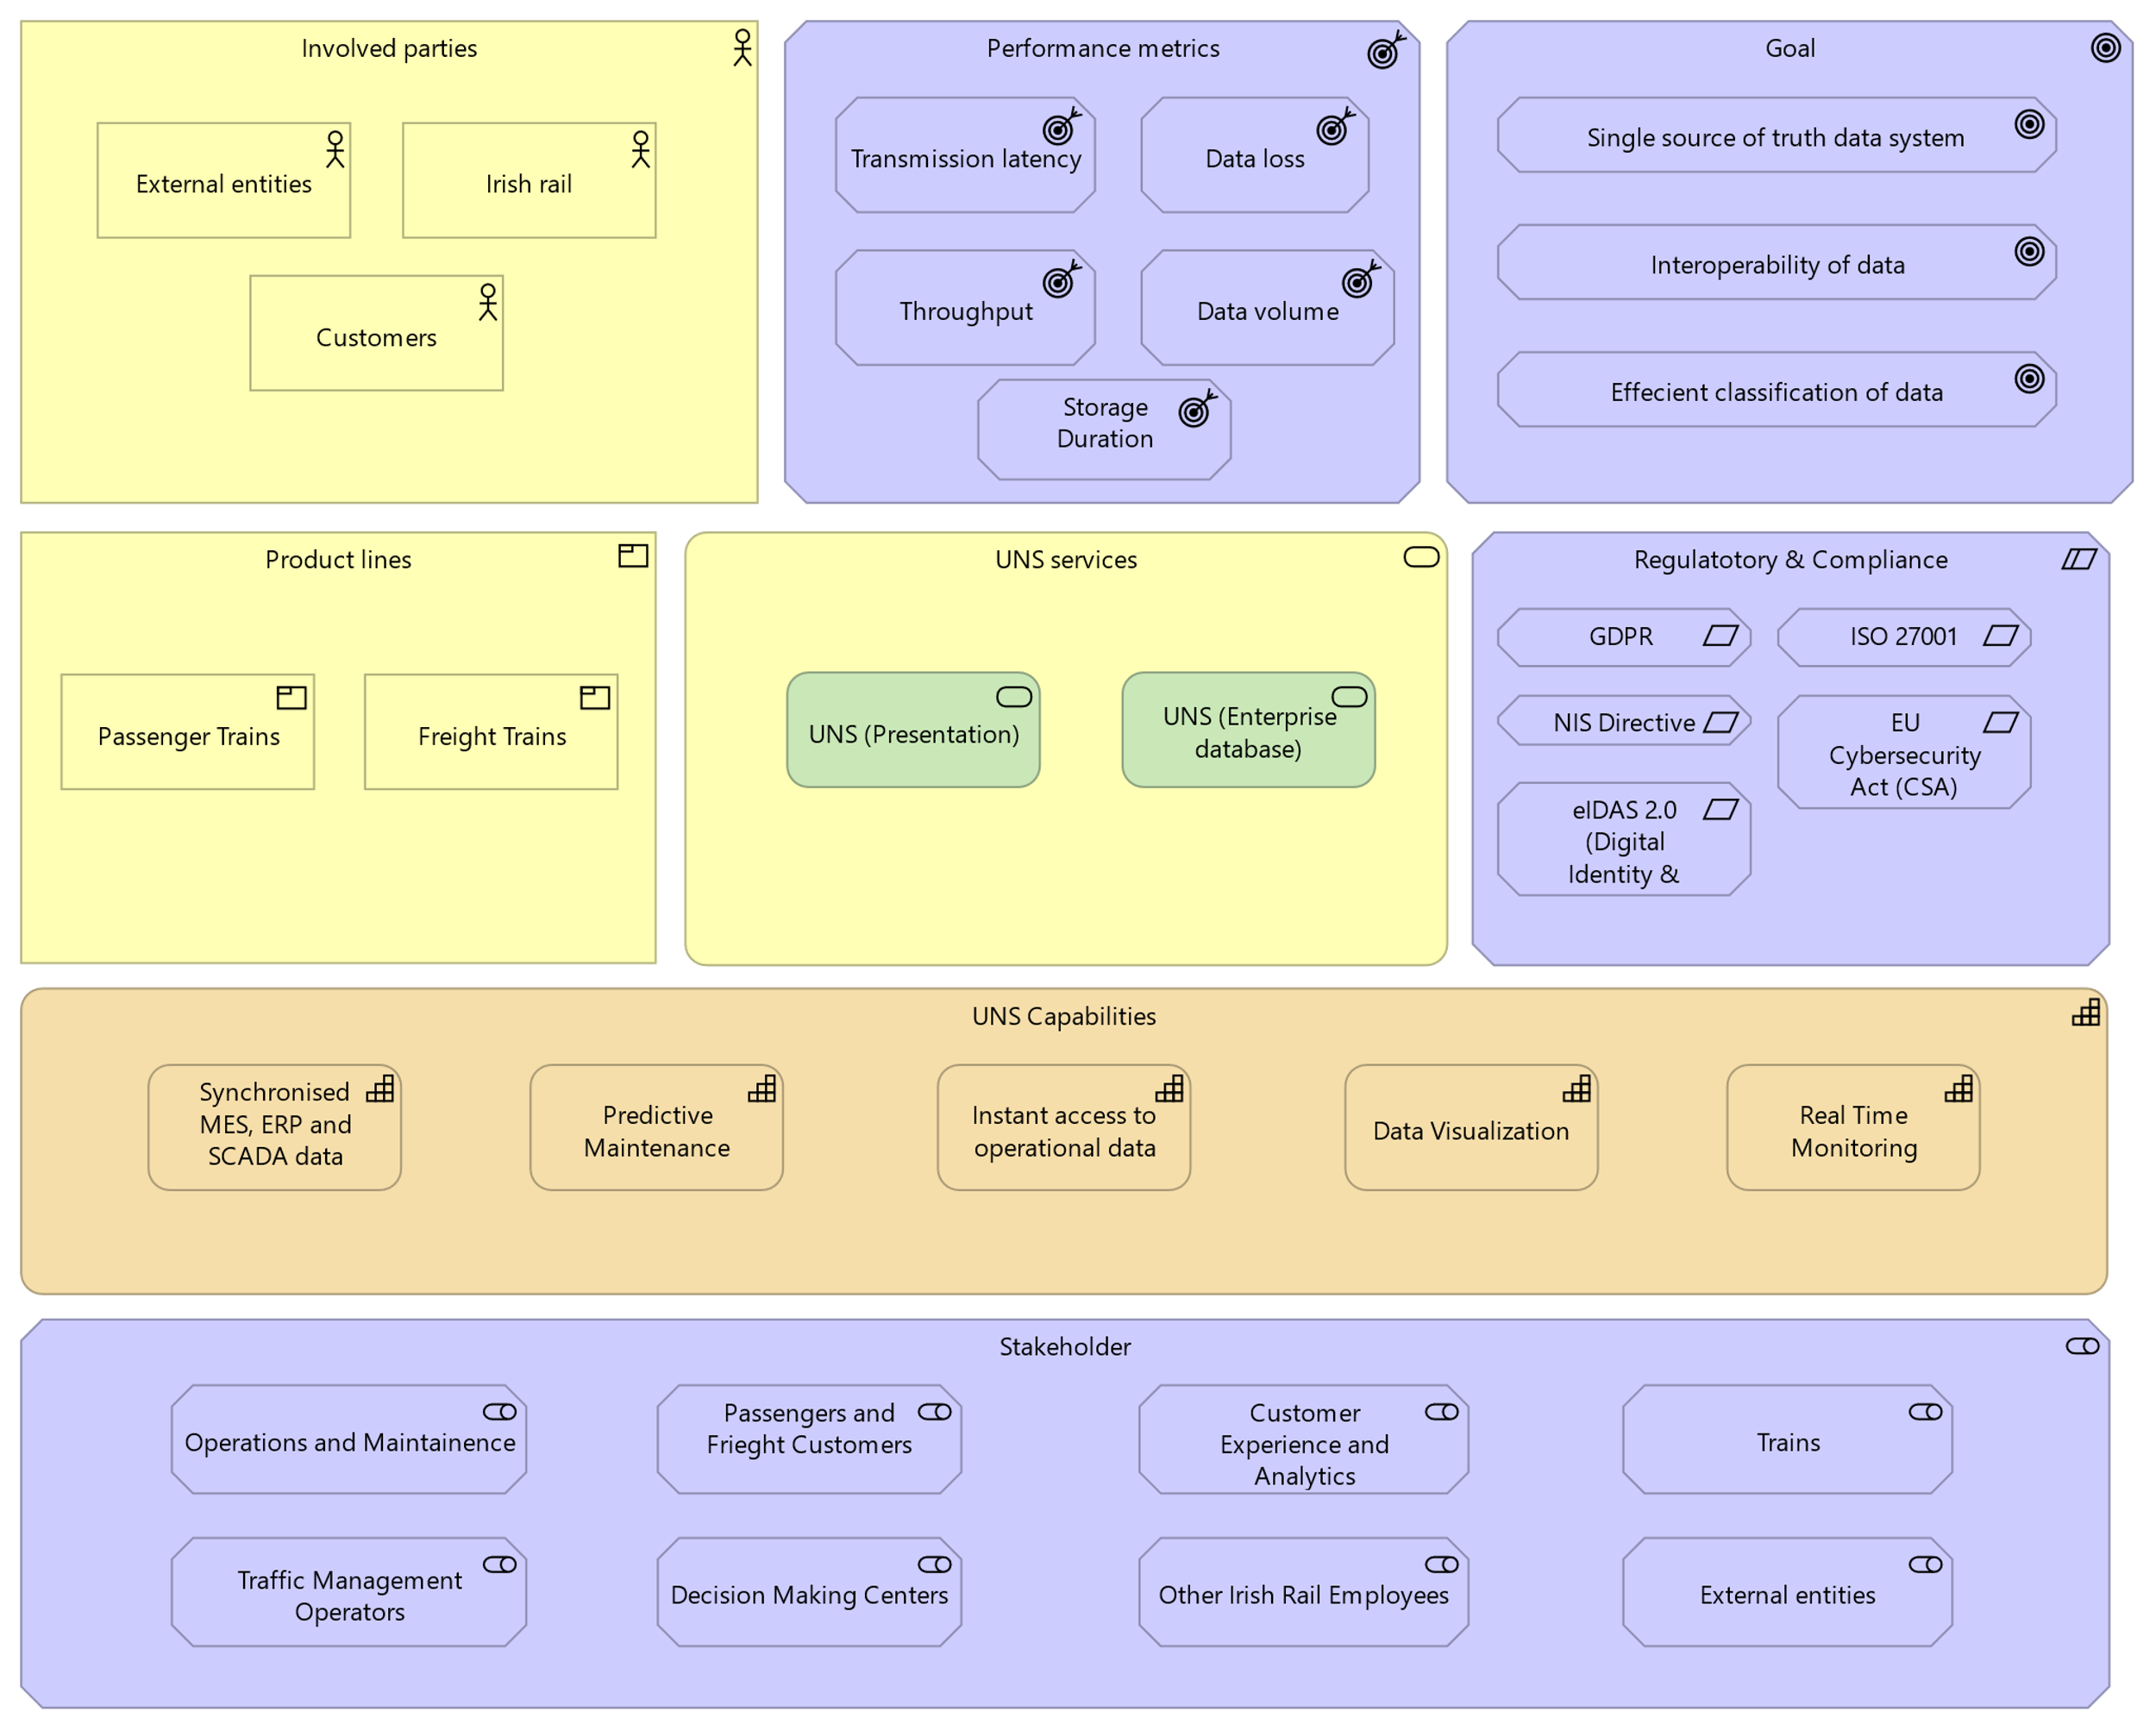 Involved parties
External entities
Irish rail
Customers
Performance metrics
Transmission latency
Data loss
Throughput
Data volume
Storage
Duration
Goal
Single source of truth data system
Interoperability of data
Effecient classification of data
Product lines
Passenger Trains
Freight Trains
UNS services
UNS (Presentation)
UNS (Enterprise
database)
Regulatotory & Compliance
GDPR
ISO 27001
NIS Directive
EU
Cybersecurity
Act (CSA)
eIDAS 2.0
(Digital
Identity &
UNS Capabilities
Synchronised
MES, ERP and
SCADA data
Predictive
Maintenance
Instant access to
operational data
Data Visualization
Real Time
Monitoring
Stakeholder
Operations and Maintainence
Passengers and
Frieght Customers
Customer
Experience and
Analytics
Trains
Traffic Management
Operators
Decision Making Centers
Other Irish Rail Employees
External entities